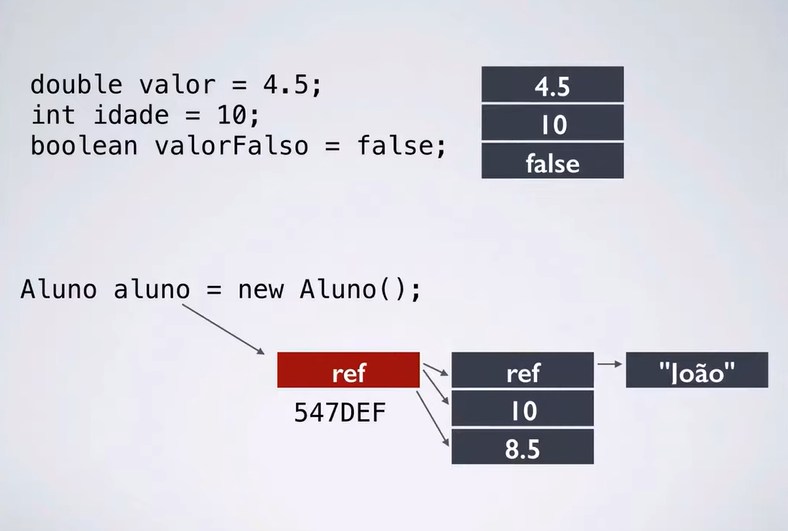 double valor = 4.5;
int idade = 10;
boolean valorFalso = false;
4.5
10
false
Aluno aluno = new Aluno();
ref
547DEF
ref
10
8.5
"João"